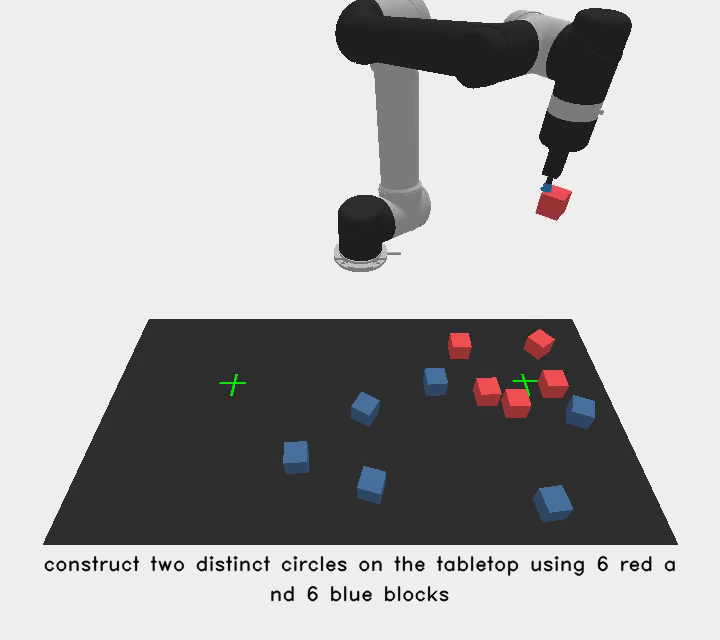 construct two distinct circles on the tabletop using 6 red a
nd 6 blue blocks